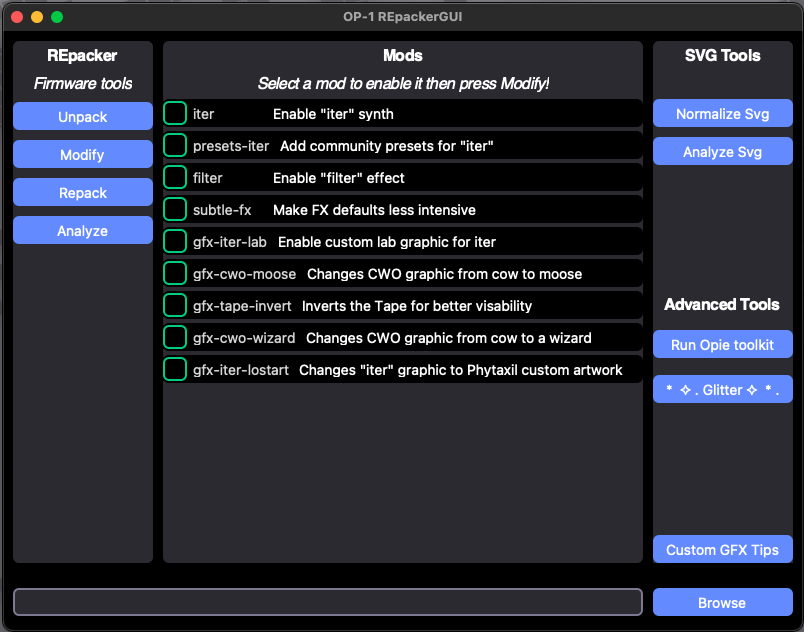 OP-1 REpackerGUI
REpacker
Firmware tools
Unpack
Modify
Repack
Analyze
Mods
Select a mod to enable it then press Modify!
iter Enable "iter" synth
presets-iter Add community presets for "iter"
filter Enable "filter" effect
subtle-fx Make FX defaults less intensive
gfx-iter-lab Enable custom lab graphic for iter
gfx-cwo-moose Changes CWO graphic from cow to moose
gfx-tape-invert Inverts the Tape for better visability
gfx-cwo-wizard Changes CWO graphic from cow to a wizard
gfx-iter-lostart Changes "iter" graphic to Phytaxil custom artwork
SVG Tools
Normalize Svg
Analyze Svg
Advanced Tools
Run Opie toolkit
* ✧ . Glitter ✧ * .
Custom GFX Tips
Browse